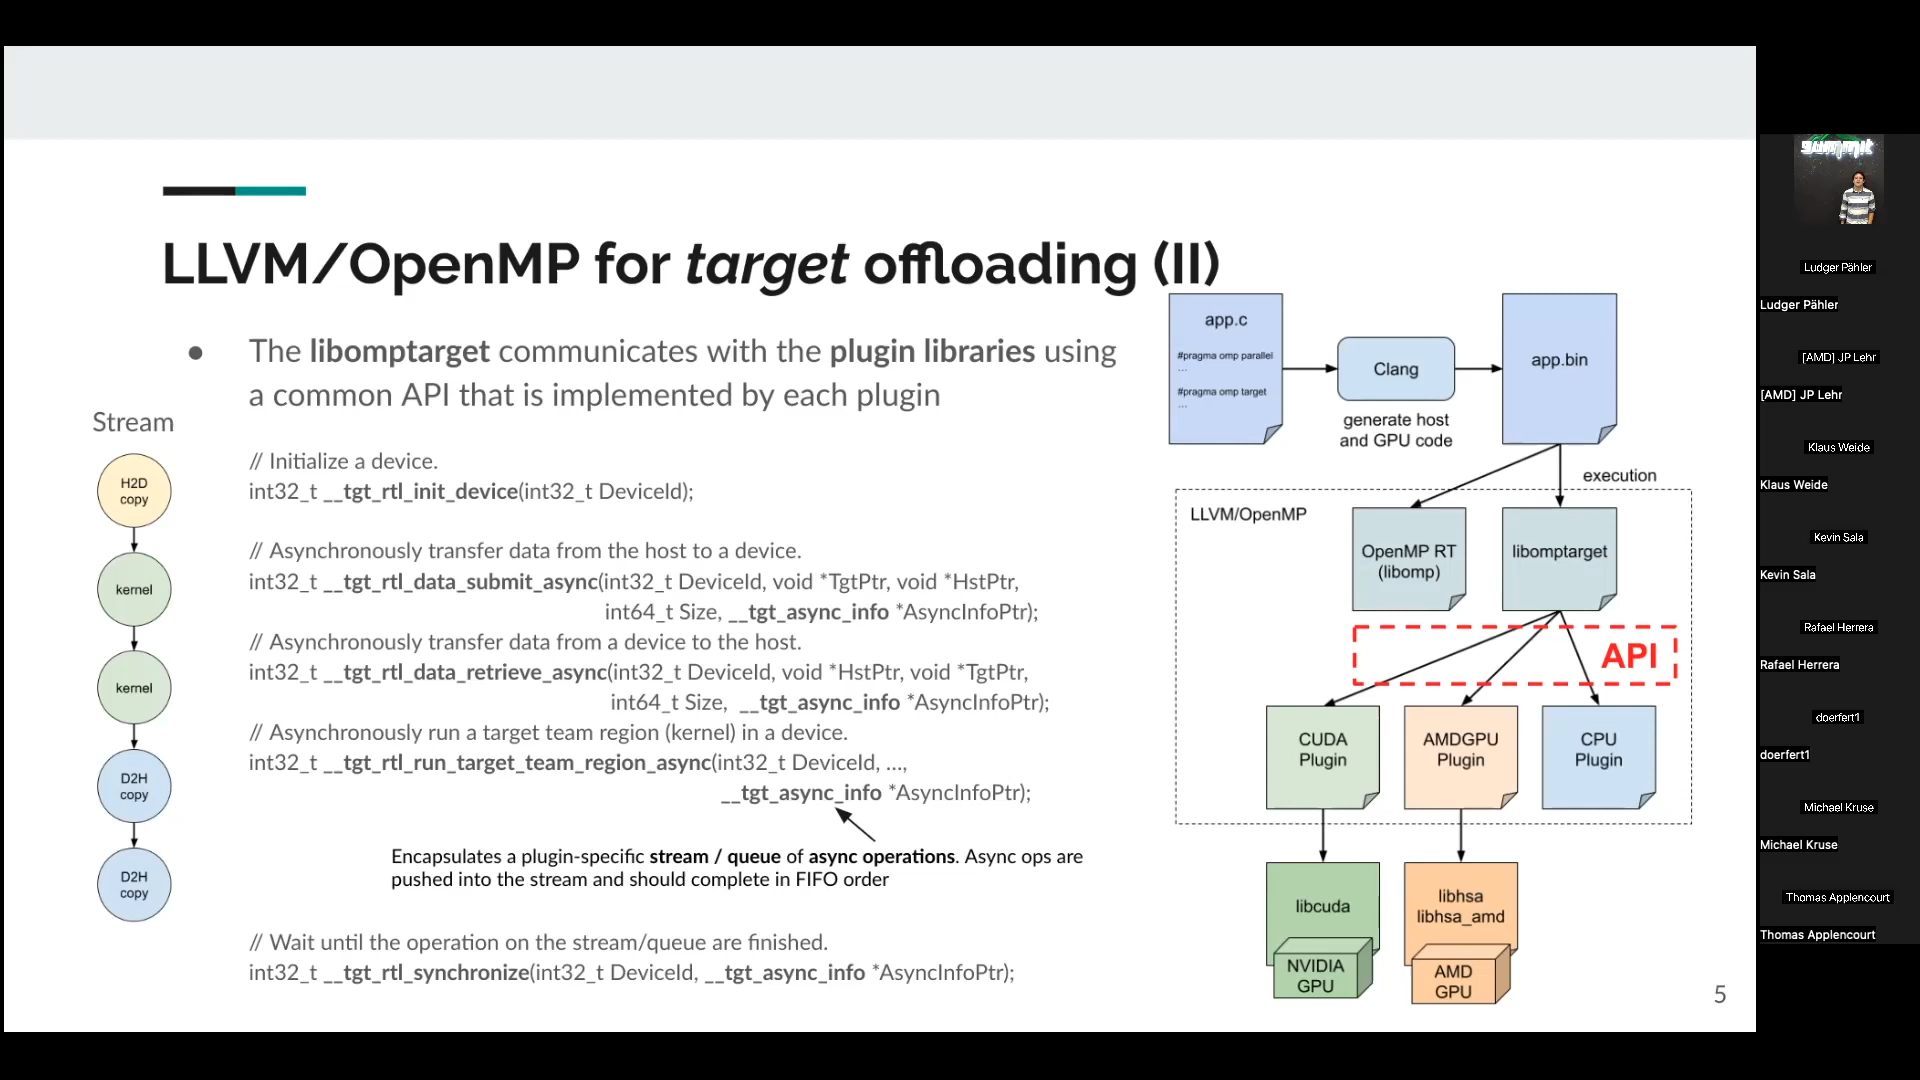 LLVM/OpenMP for target offloading (II)
● The libomptarget communicates with the plugin libraries using
a common API that is implemented by each plugin
Stream
H2D
copy
kernel
kernel
D2H
copy
D2H
copy
// Initialize a device.
int32_t __tgt_rtl_init_device(int32_t DeviceId);
// Asynchronously transfer data from the host to a device.
int32_t __tgt_rtl_data_submit_async(int32_t DeviceId, void *TgtPtr, void *HstPtr,
int64_t Size, __tgt_async_info *AsyncInfoPtr);
// Asynchronously transfer data from a device to the host.
int32_t __tgt_rtl_data_retrieve_async(int32_t DeviceId, void *HstPtr, void *TgtPtr,
int64_t Size, __tgt_async_info *AsyncInfoPtr);
// Asynchronously run a target team region (kernel) in a device.
int32_t __tgt_rtl_run_target_team_region_async(int32_t DeviceId, ...,
__tgt_async_info *AsyncInfoPtr);
Encapsulates a plugin-specific stream / queue of async operations. Async ops are
pushed into the stream and should complete in FIFO order
// Wait until the operation on the stream/queue are finished.
int32_t __tgt_rtl_synchronize(int32_t DeviceId, __tgt_async_info *AsyncInfoPtr);
app.c
#pragma omp parallel
...
#pragma omp target
...
Clang
generate host
and GPU code
app.bin
execution
LLVM/OpenMP
OpenMP RT
(libomp)
libomptarget
API
CUDA
Plugin
AMDGPU
Plugin
CPU
Plugin
libcuda
NVIDIA
GPU
libhsa
libhsa_amd
AMD
GPU
5
summit
Ludger Pähler
Ludger Pähler
[AMD] JP Lehr
[AMD] JP Lehr
Klaus Weide
Klaus Weide
Kevin Sala
Kevin Sala
Rafael Herrera
Rafael Herrera
doerfert1
doerfert1
Michael Kruse
Michael Kruse
Thomas Applencourt
Thomas Applencourt